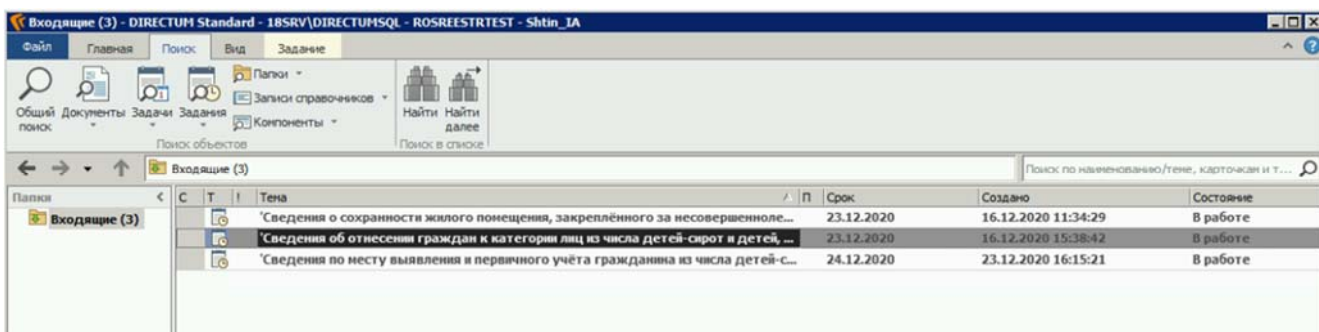 Входящие (3) - DIRECTUM Standard - 18SRV\DIRECTUMSQL - ROSREESTRTEST - Shtin_IA
Файл Главная Поиск Вид Задание
Общий поиск Документы Задачи Задания
Папки
Записи справочников
Компоненты
Найти Найти далее
Поиск объектов Поиск в списке
Входящие (3) Поиск по наименованию/теме, карточкам и т...
Папки С Т ! Тема П Срок Создано Состояние
Входящие (3) 'Сведения о сохранности жилого помещения, закреплённого за несовершенноле... 23.12.2020 16.12.2020 11:34:29 В работе
'Сведения об отнесении граждан к категории лиц из числа детей-сирот и детей, ... 23.12.2020 16.12.2020 15:38:42 В работе
'Сведения по месту выявления и первичного учёта гражданина из числа детей-с... 24.12.2020 23.12.2020 16:15:21 В работе